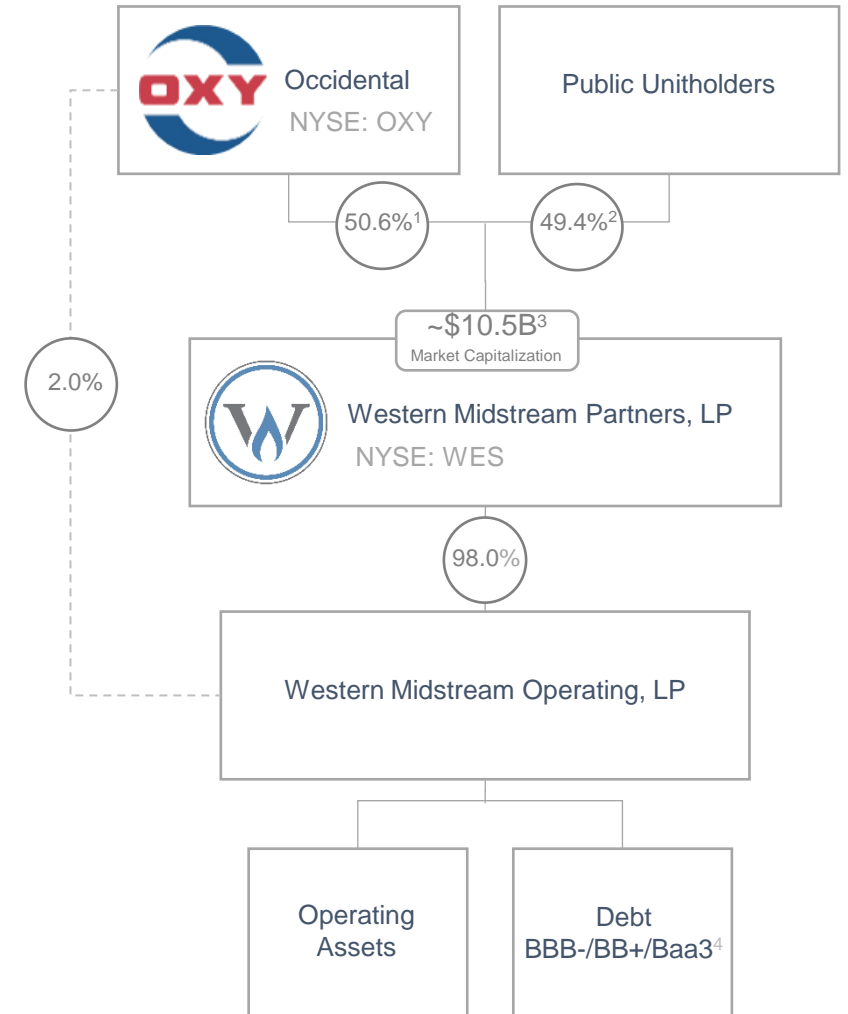 OXY
Occidental
NYSE: OXY
Public Unitholders
50.6%¹
49.4%²
~$10.5B³
Market Capitalization
2.0%
W
Western Midstream Partners, LP
NYSE: WES
98.0%
Western Midstream Operating, LP
Operating
Assets
Debt
BBB-/BB+/Baa3⁴